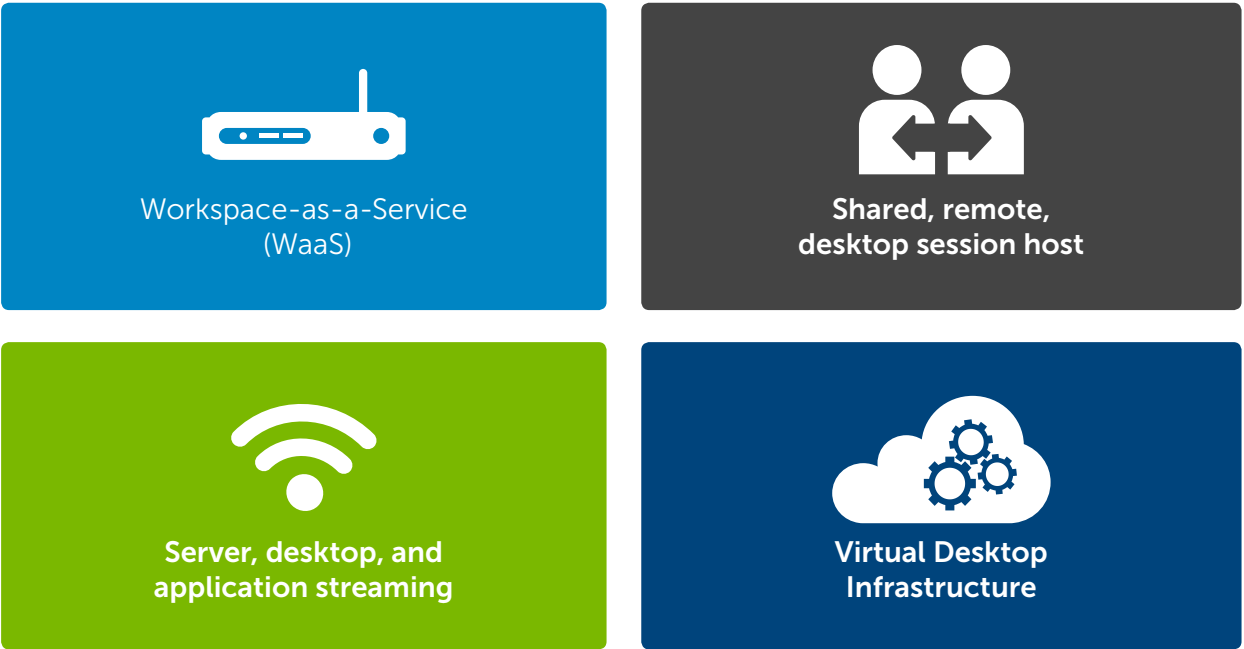 Workspace-as-a-Service
(WaaS)
Shared, remote,
desktop session host
Server, desktop, and
application streaming
Virtual Desktop
Infrastructure